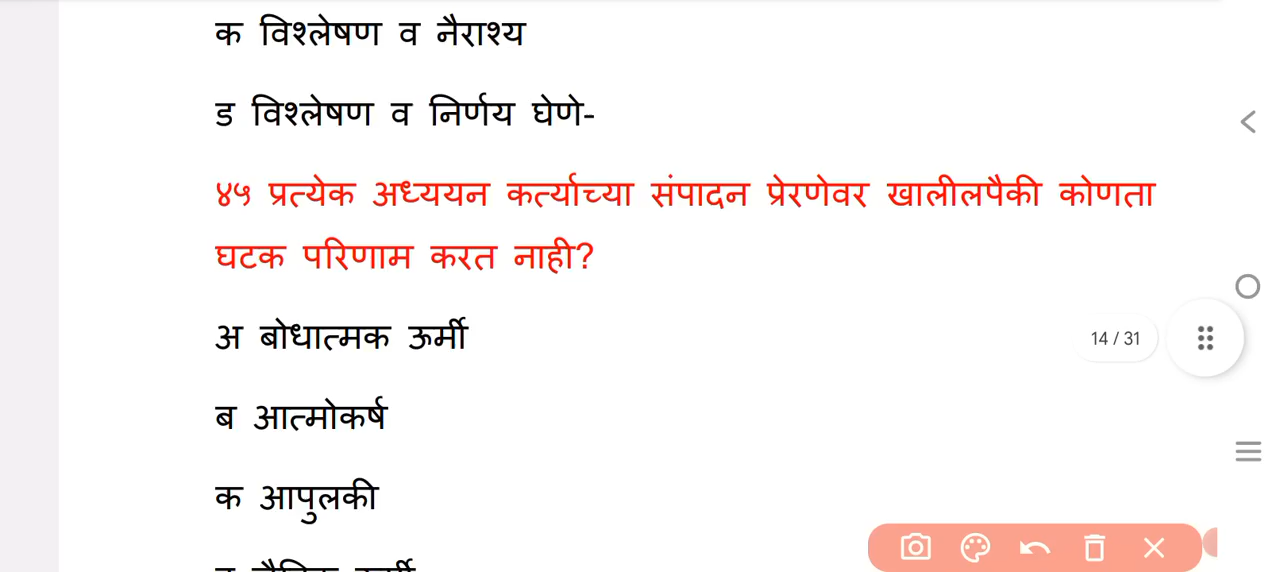 क विश्लेषण व नैराश्य
ड विश्लेषण व निर्णय घेणे-
४५ प्रत्येक अध्ययन कर्त्याच्या संपादन प्रेरणेवर खालीलपैकी कोणता
घटक परिणाम करत नाही?
अ बोधात्मक ऊर्मी
14 / 31
ब आत्मोकर्ष
क आपुलकी